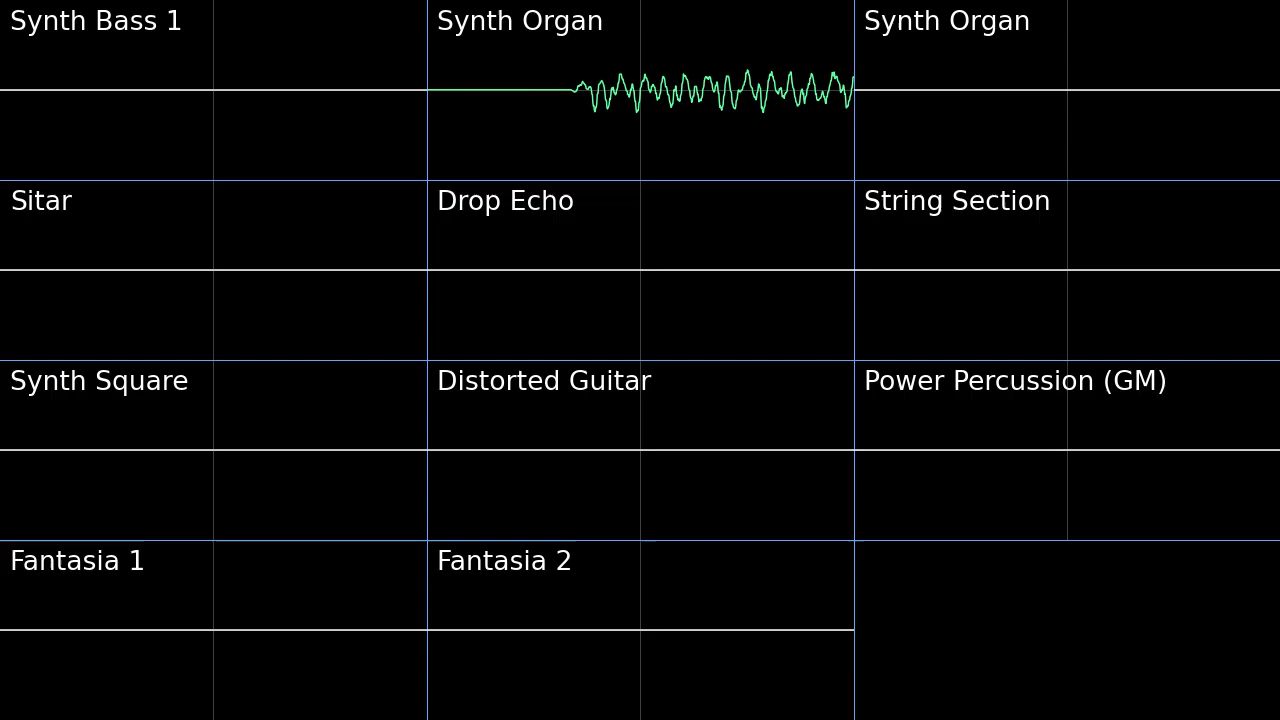 Synth Bass 1
Synth Organ
Synth Organ
Sitar
Drop Echo
String Section
Synth Square
Distorted Guitar
Power Percussion (GM)
Fantasia 1
Fantasia 2